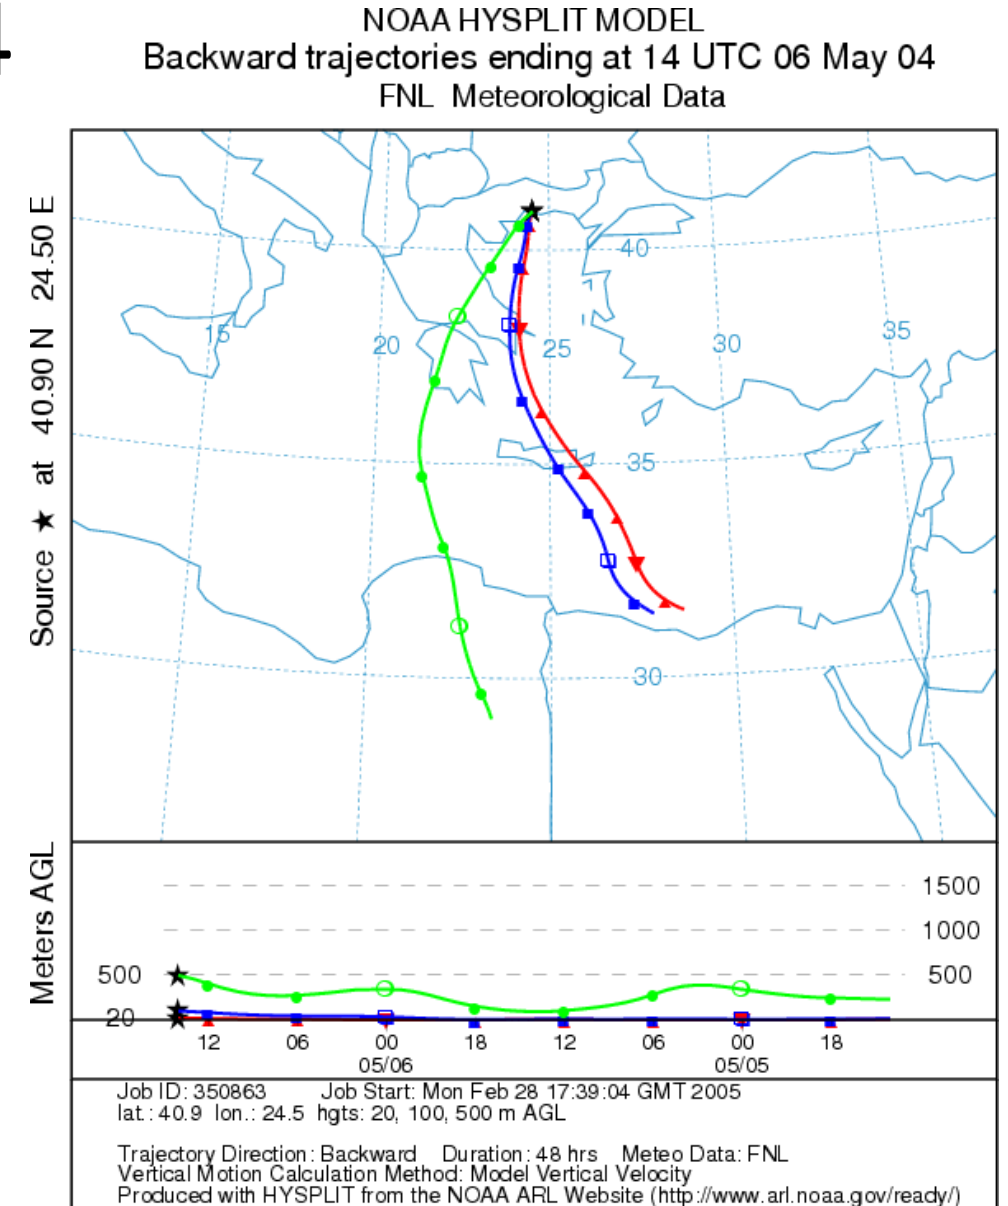 NOAA HYSPLIT MODEL
Backward trajectories ending at 14 UTC 06 May 04
FNL Meteorological Data
Source ★ at 40.90 N 24.50 E
40
15
20
25
30
35
35
30
Meters AGL
1500
1000
500
500
20
12 06 00 18 12 06 00 18
05/06 05/05
Job ID: 350863 Job Start: Mon Feb 28 17:39:04 GMT 2005
lat.: 40.9 lon.: 24.5 hgts: 20, 100, 500 m AGL
Trajectory Direction: Backward Duration: 48 hrs Meteo Data: FNL
Vertical Motion Calculation Method: Model Vertical Velocity
Produced with HYSPLIT from the NOAA ARL Website (http://www.arl.noaa.gov/ready/)